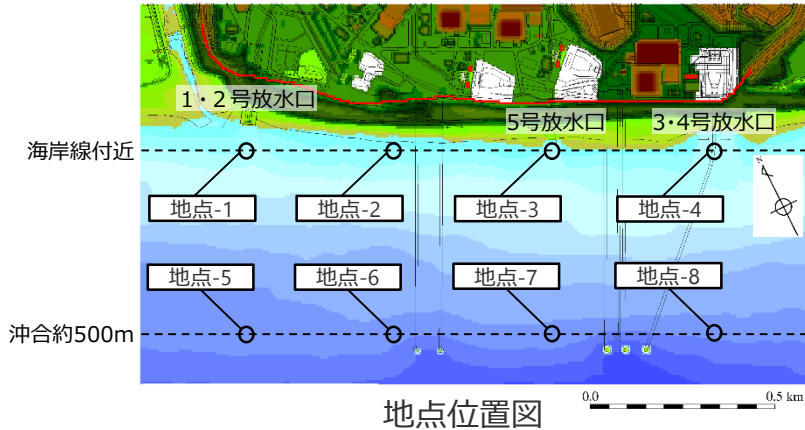 1・2号放水口
5号放水口
3・4号放水口
海岸線付近
地点-1
地点-2
地点-3
地点-4
N
地点-5
地点-6
地点-7
地点-8
沖合約500m
地点位置図
0.0
0.5 km